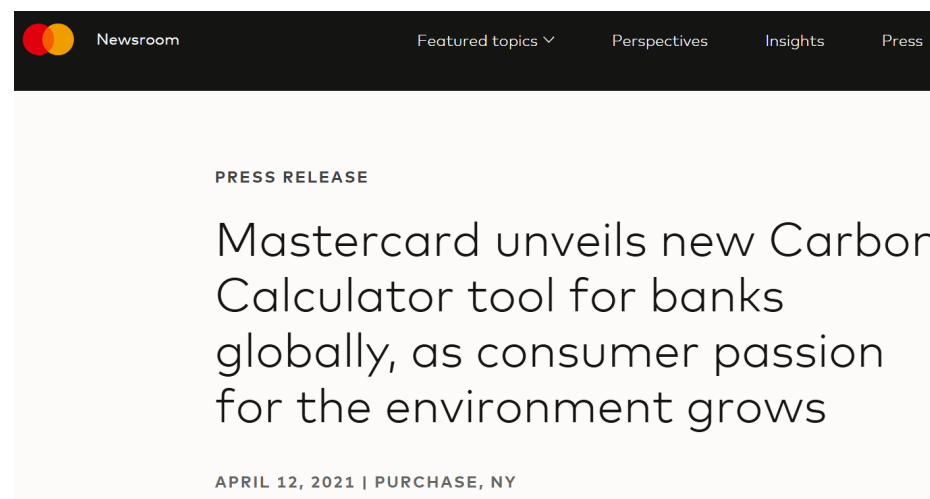 Newsroom Featured topics Perspectives Insights Press
PRESS RELEASE
Mastercard unveils new Carbon
Calculator tool for banks
globally, as consumer passion
for the environment grows
APRIL 12, 2021 | PURCHASE, NY